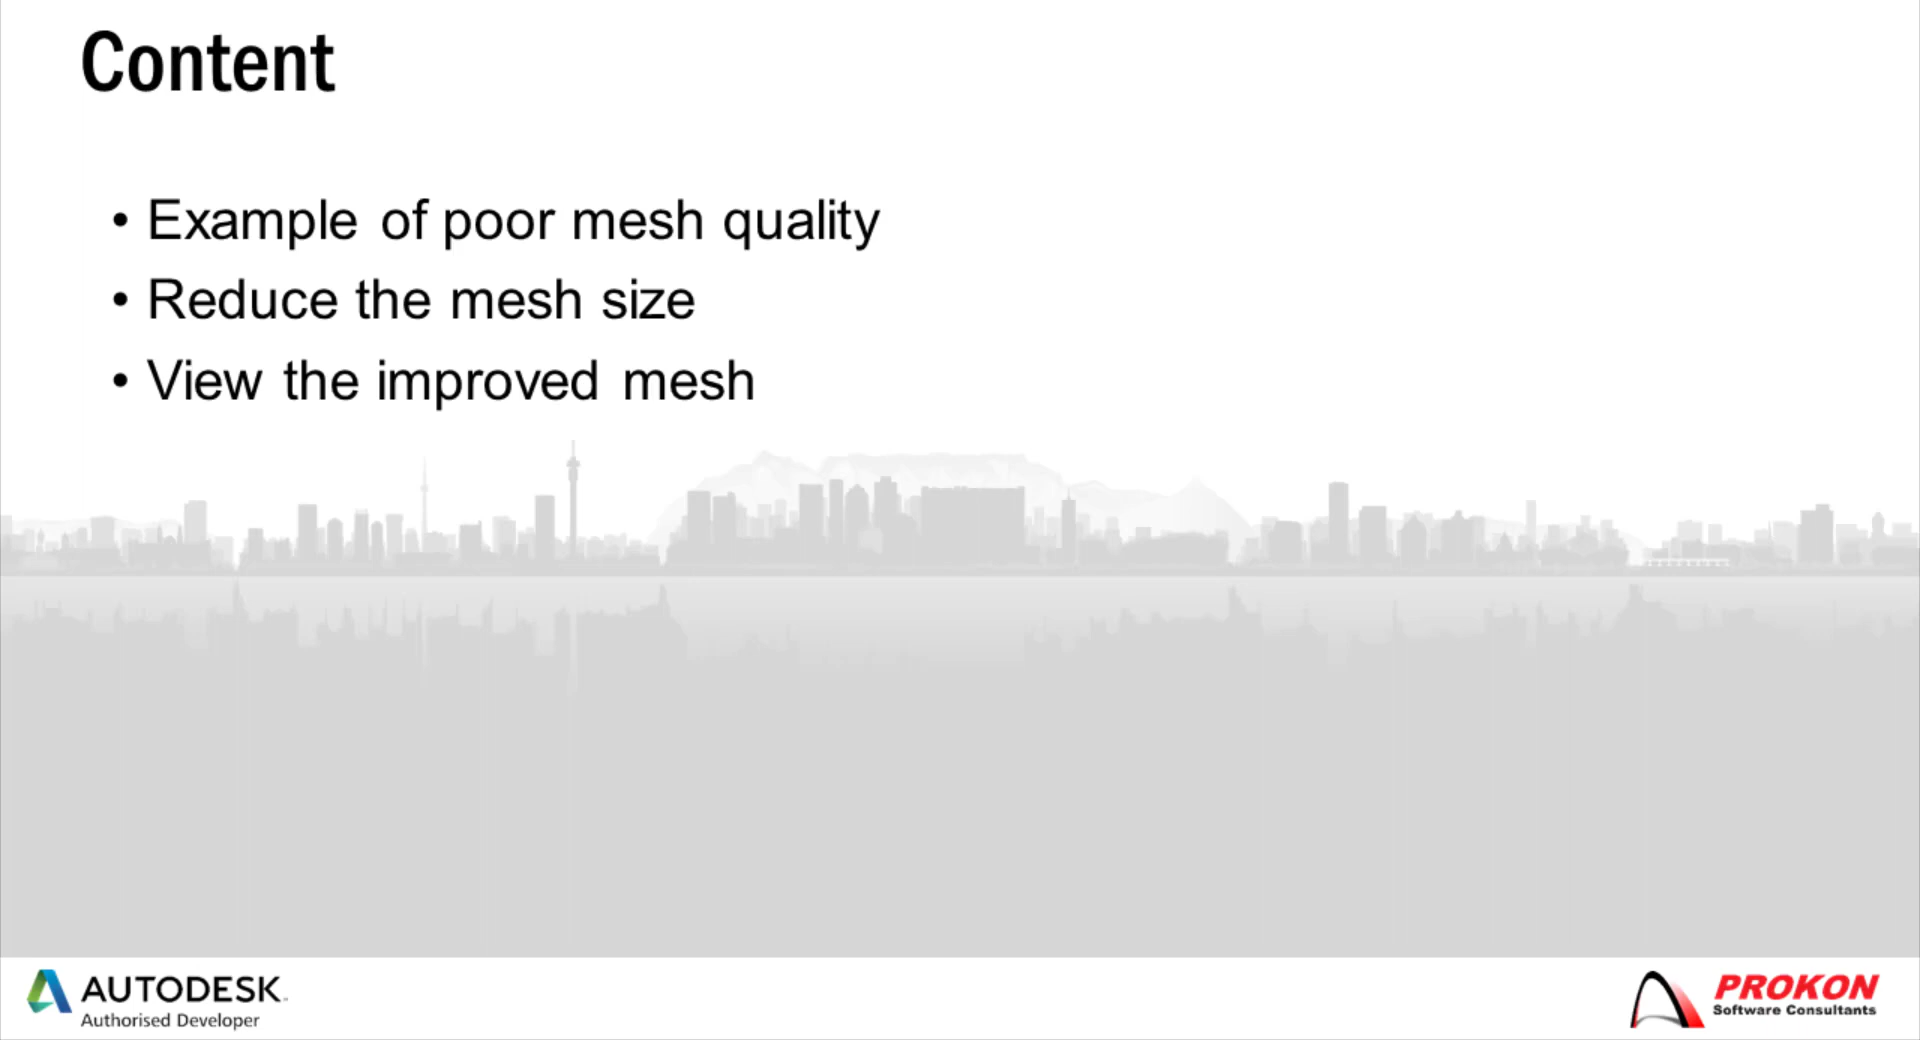 Content
• Example of poor mesh quality
• Reduce the mesh size
• View the improved mesh
AUTODESK
Authorised Developer
PROKON
Software Consultants